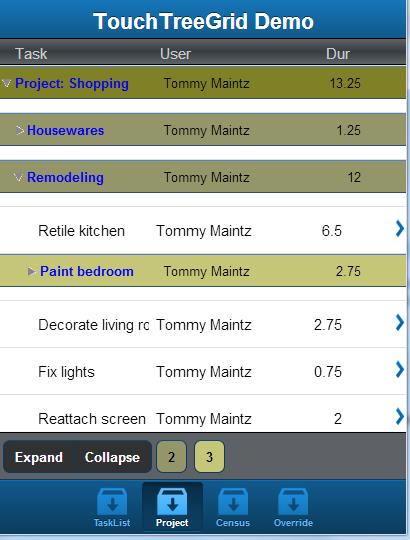 TouchTreeGrid Demo
Task User Dur
Project: Shopping Tommy Maintz 13.25
Housewares Tommy Maintz 1.25
Remodeling Tommy Maintz 12
Retile kitchen Tommy Maintz 6.5
Paint bedroom Tommy Maintz 2.75
Decorate living ro Tommy Maintz 2.75
Fix lights Tommy Maintz 0.75
Reattach screen Tommy Maintz 2
Expand Collapse 2 3
TaskList Project Census Override